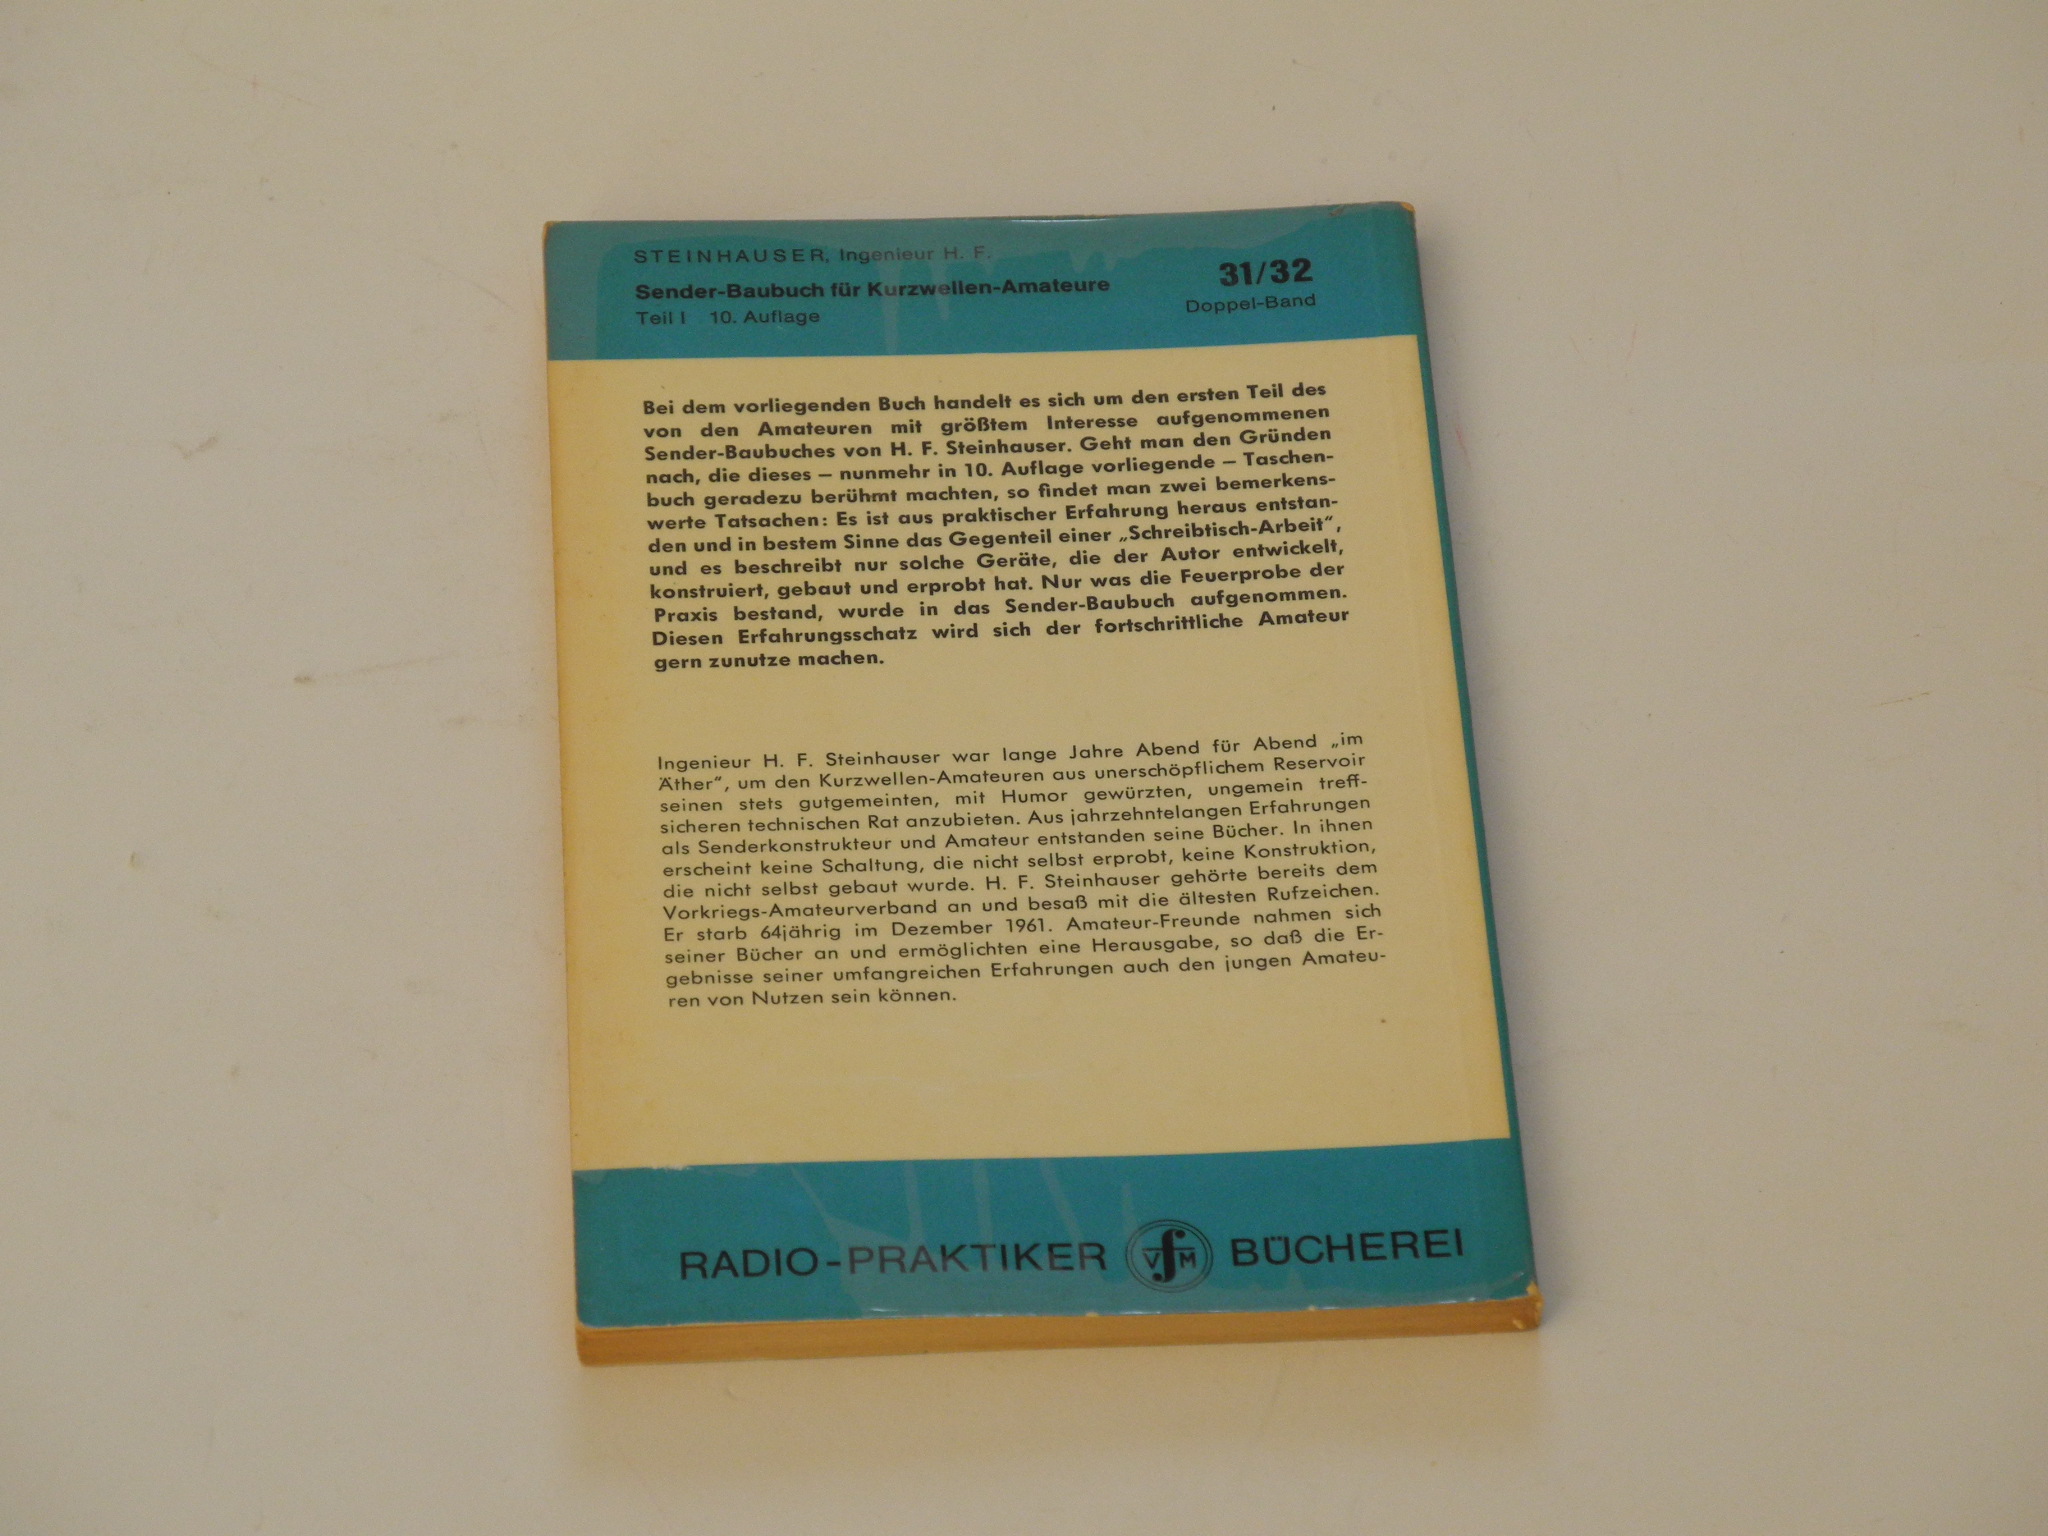 STEINHAUSER, Ingenieur H. F.
Sender-Baubuch für Kurzwellen-Amateure
Teil I 10. Auflage
31/32
Doppel-Band
Bei dem vorliegenden Buch handelt es sich um den ersten Teil des
von den Amateuren mit größtem Interesse aufgenommenen
Sender-Baubuches von H. F. Steinhauser. Geht man den Gründen
nach, die dieses – nunmehr in 10. Auflage vorliegende – Taschen-
buch geradezu berühmt machten, so findet man zwei bemerkens-
werte Tatsachen: Es ist aus praktischer Erfahrung heraus entstan-
den und in bestem Sinne das Gegenteil einer „Schreibtisch-Arbeit“,
und es beschreibt nur solche Geräte, die der Autor entwickelt,
konstruiert, gebaut und erprobt hat. Nur was die Feuerprobe der
Praxis bestand, wurde in das Sender-Baubuch aufgenommen.
Diesen Erfahrungsschatz wird sich der fortschrittliche Amateur
gern zunutze machen.
Ingenieur H. F. Steinhauser war lange Jahre Abend für Abend „im
Äther“, um den Kurzwellen-Amateuren aus unerschöpflichem Reservoir
seinen stets gutgemeinten, mit Humor gewürzten, ungemein treff-
sicheren technischen Rat anzubieten. Aus jahrzehntelangen Erfahrungen
als Senderkonstrukteur und Amateur entstanden seine Bücher. In ihnen
erscheint keine Schaltung, die nicht selbst erprobt, keine Konstruktion,
die nicht selbst gebaut wurde. H. F. Steinhauser gehörte bereits dem
Vorkriegs-Amateurverband an und besaß mit die ältesten Rufzeichen.
Er starb 64jährig im Dezember 1961. Amateur-Freunde nahmen sich
seiner Bücher an und ermöglichten eine Herausgabe, so daß die Er-
gebnisse seiner umfangreichen Erfahrungen auch den jungen Amateu-
ren von Nutzen sein können.
RADIO-PRAKTIKER VfM BÜCHEREI